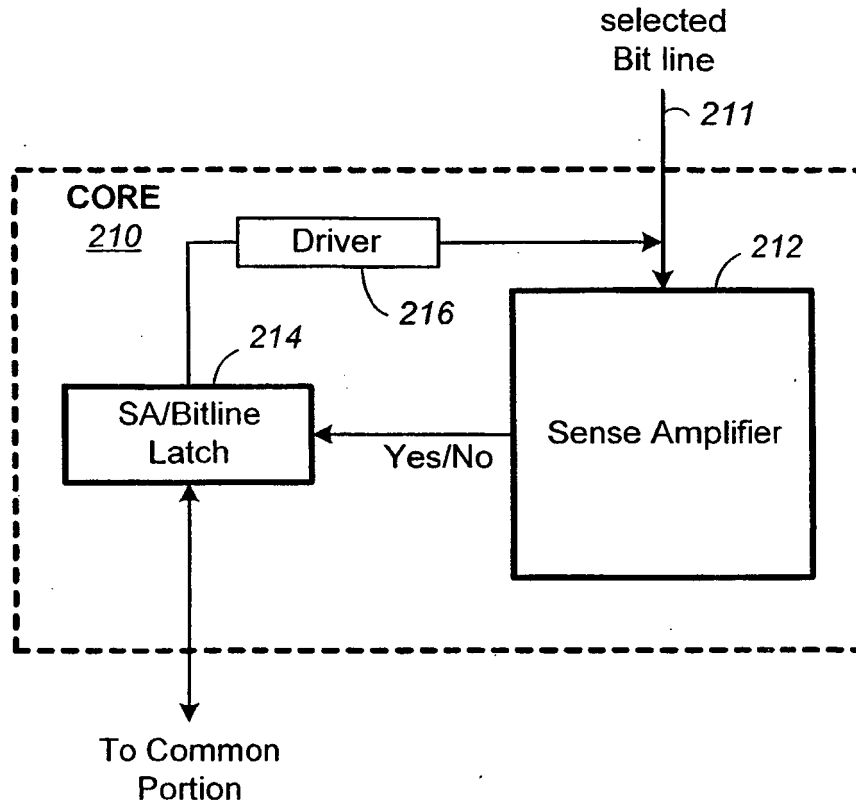 selected
Bit line
211
CORE
210
Driver
212
216
214
SA/Bitline
Latch
Sense Amplifier
Yes/No
To Common
Portion